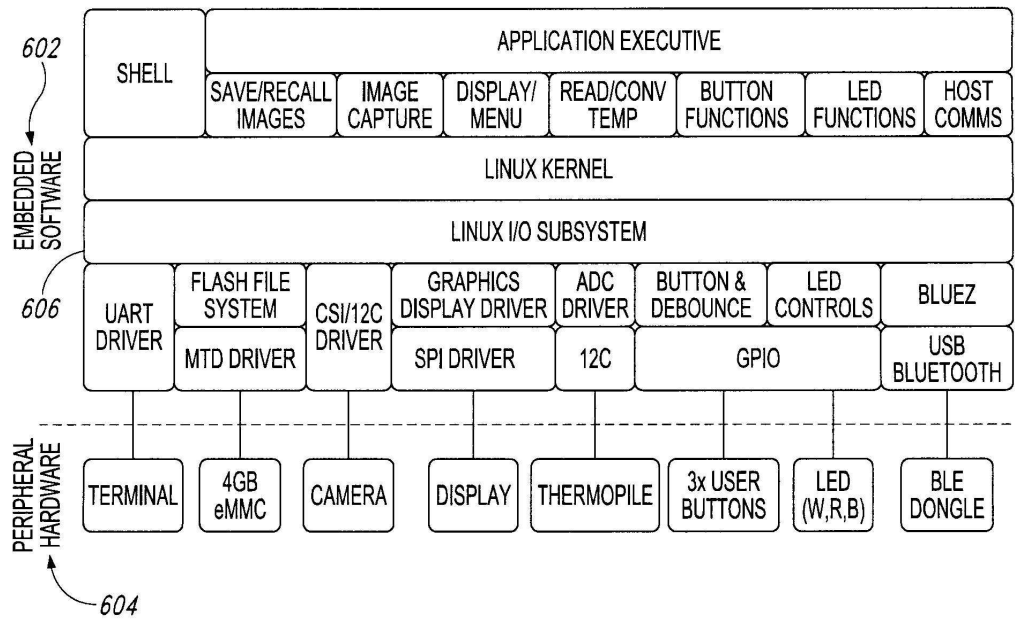 602
EMBEDDED
SOFTWARE
606
SHELL
APPLICATION EXECUTIVE
SAVE/RECALL
IMAGES
IMAGE
CAPTURE
DISPLAY/
MENU
READ/CONV
TEMP
BUTTON
FUNCTIONS
LED
FUNCTIONS
HOST
COMMS
LINUX KERNEL
LINUX I/O SUBSYSTEM
UART
DRIVER
FLASH FILE
SYSTEM
MTD DRIVER
CSI/12C
DRIVER
GRAPHICS
DISPLAY DRIVER
SPI DRIVER
ADC
DRIVER
12C
BUTTON &
DEBOUNCE
LED
CONTROLS
GPIO
BLUEZ
USB
BLUETOOTH
PERIPHERAL
HARDWARE
604
TERMINAL
4GB
eMMC
CAMERA
DISPLAY
THERMOPILE
3x USER
BUTTONS
LED
(W,R,B)
BLE
DONGLE